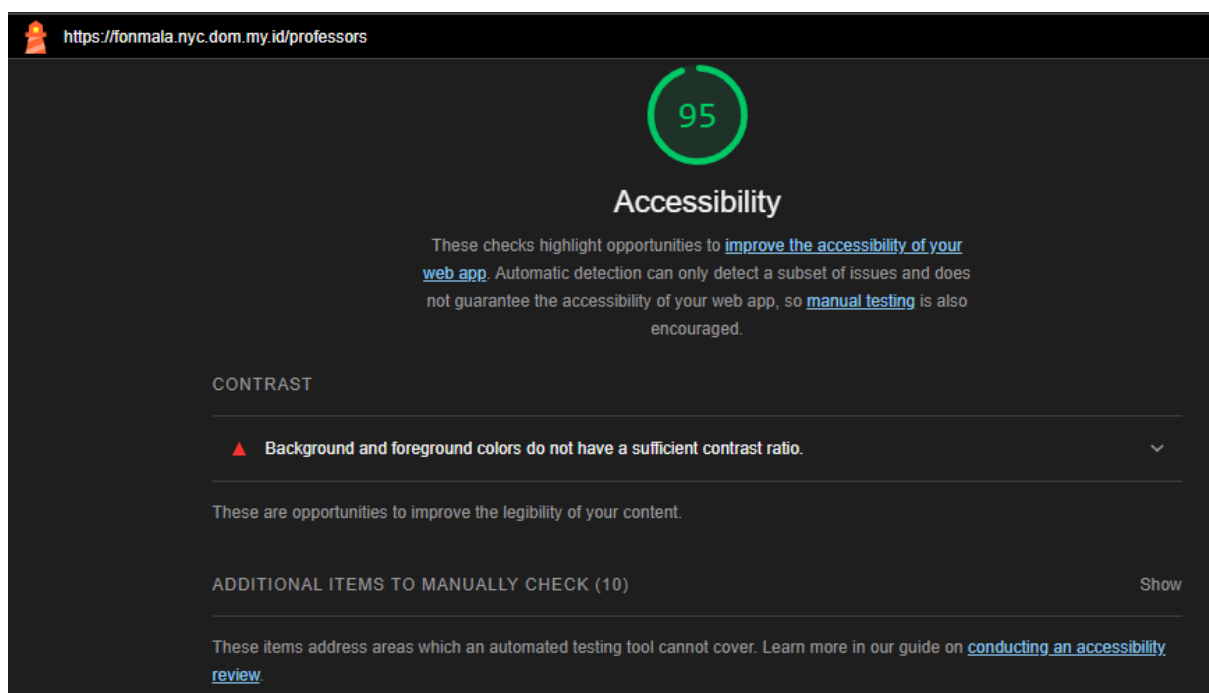 https://fonmala.nyc.dom.my.id/professors
95
Accessibility
These checks highlight opportunities to improve the accessibility of your
web app. Automatic detection can only detect a subset of issues and does
not guarantee the accessibility of your web app, so manual testing is also
encouraged.
CONTRAST
Background and foreground colors do not have a sufficient contrast ratio.
These are opportunities to improve the legibility of your content.
ADDITIONAL ITEMS TO MANUALLY CHECK (10) Show
These items address areas which an automated testing tool cannot cover. Learn more in our guide on conducting an accessibility
review.